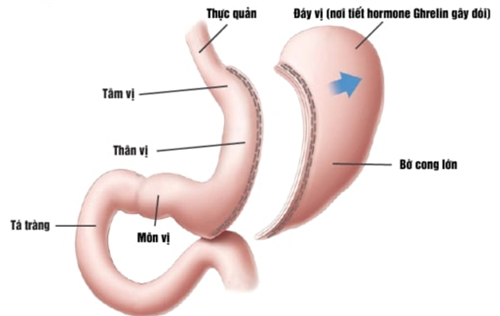 Thực quản
Đáy vị (nơi tiết hormone Ghrelin gây đói)
Tâm vị
Thân vị
Bờ cong lớn
Tá tràng
Môn vị